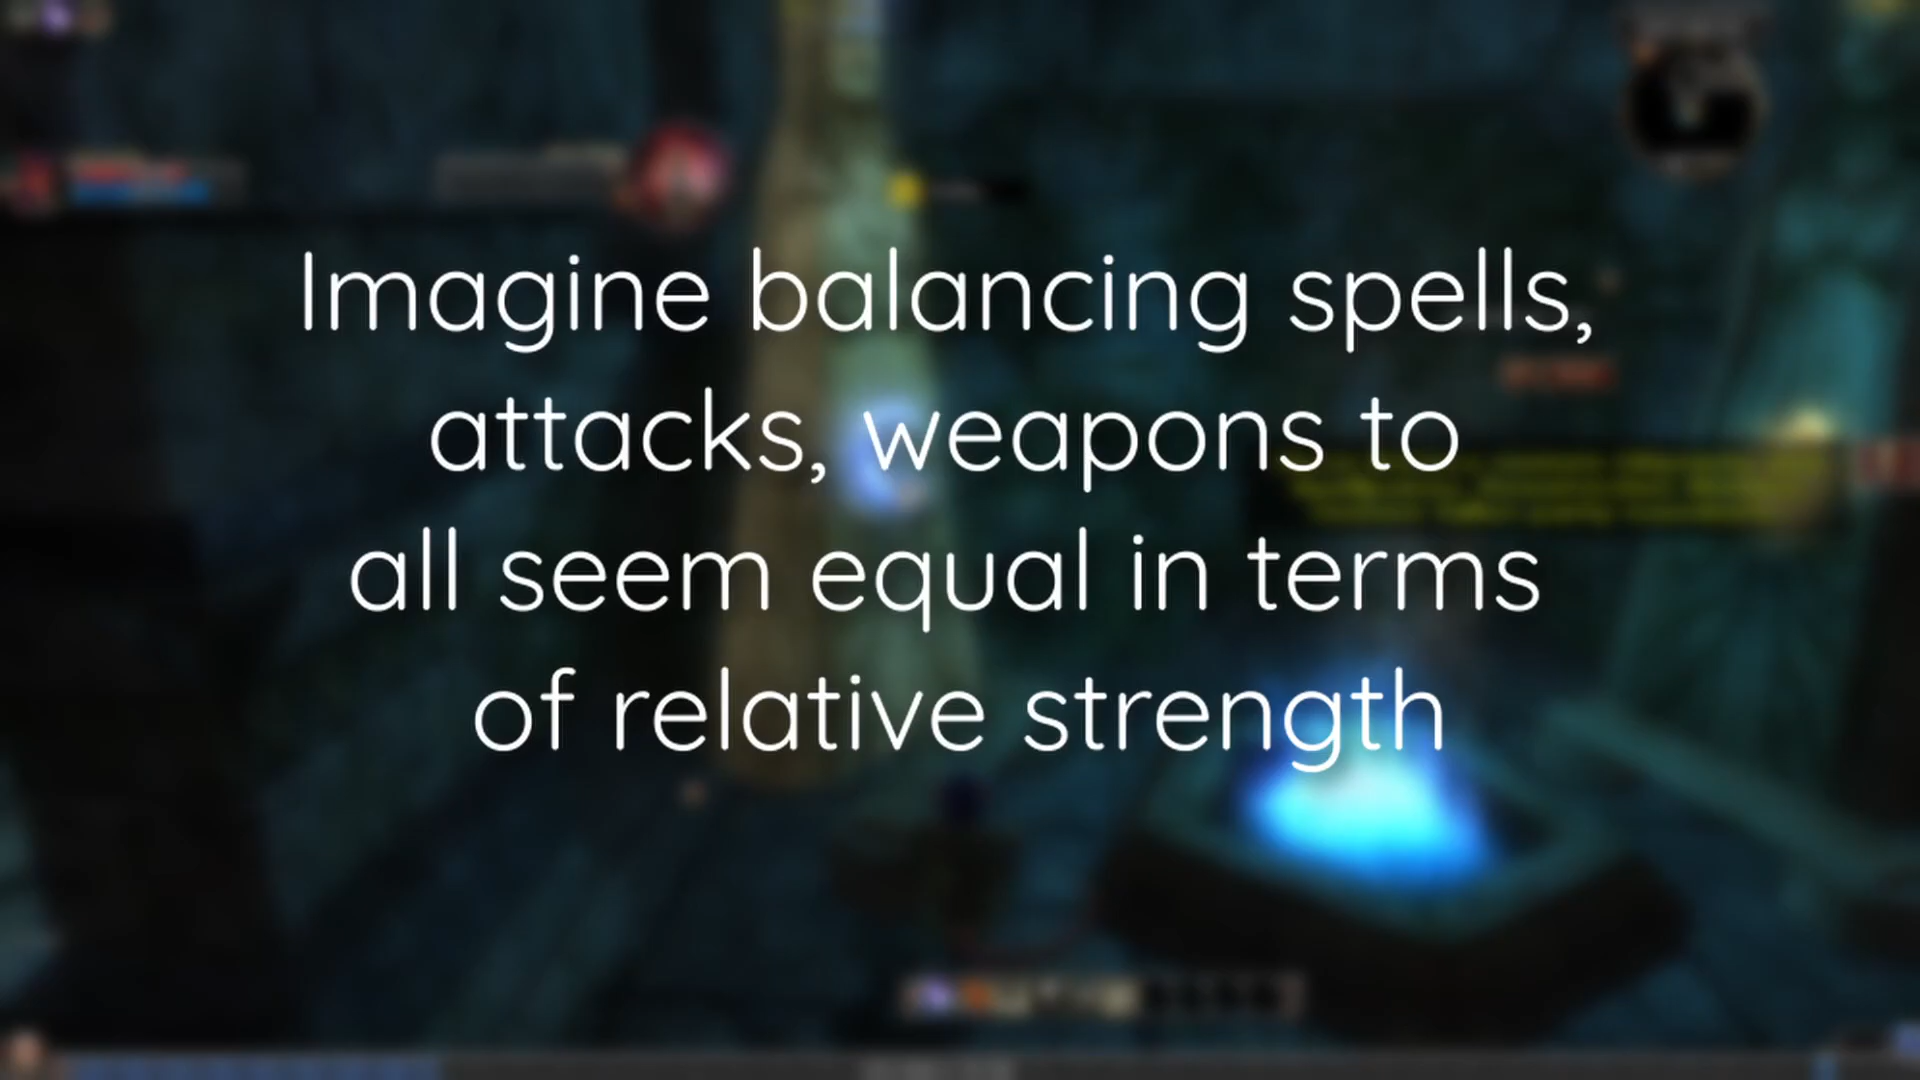 Imagine balancing spells,
attacks, weapons to
all seem equal in terms
of relative strength